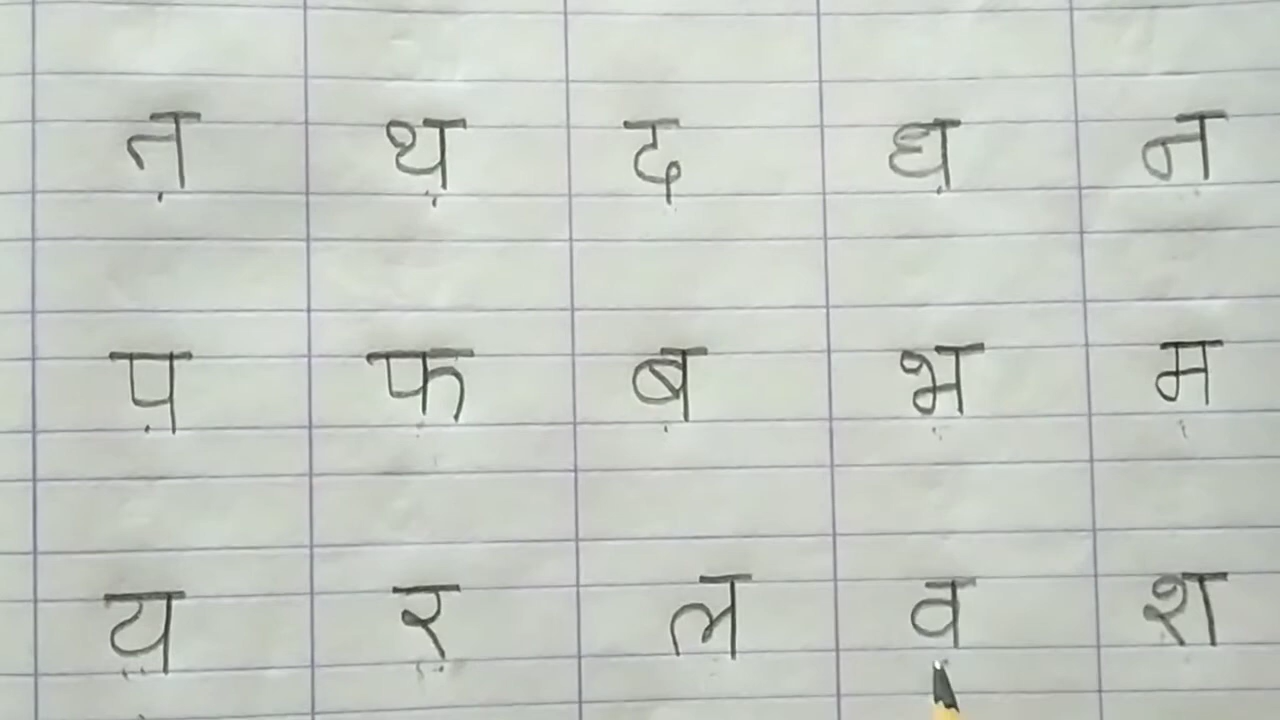 त थ द ध न
प फ ब भ म
य र ल व श